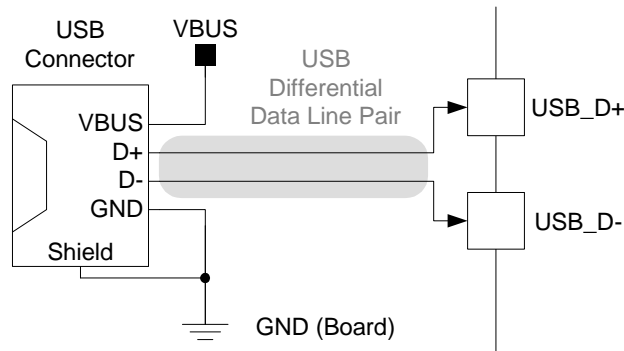 USB
Connector
VBUS
USB
Differential
Data Line Pair
VBUS
D+
D-
GND
Shield
USB_D+
USB_D-
GND (Board)